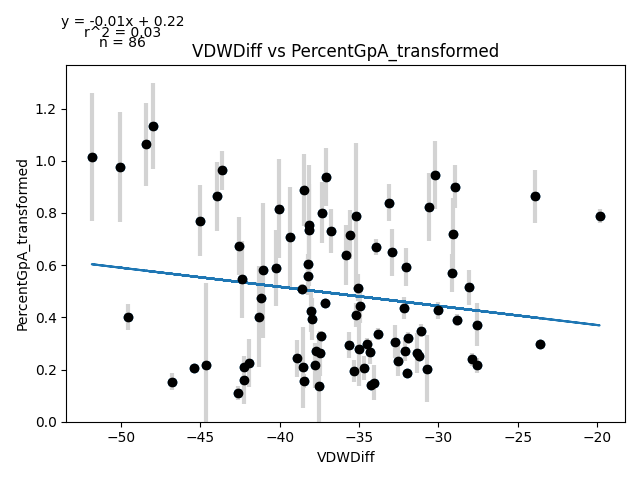 y = -0.01x + 0.22
r^2 = 0.03
n = 86
VDWDiff vs PercentGpA_transformed
PercentGpA_transformed
1.2
1.0
0.8
0.6
0.4
0.2
0.0
−50
−45
−40
−35
−30
−25
−20
VDWDiff